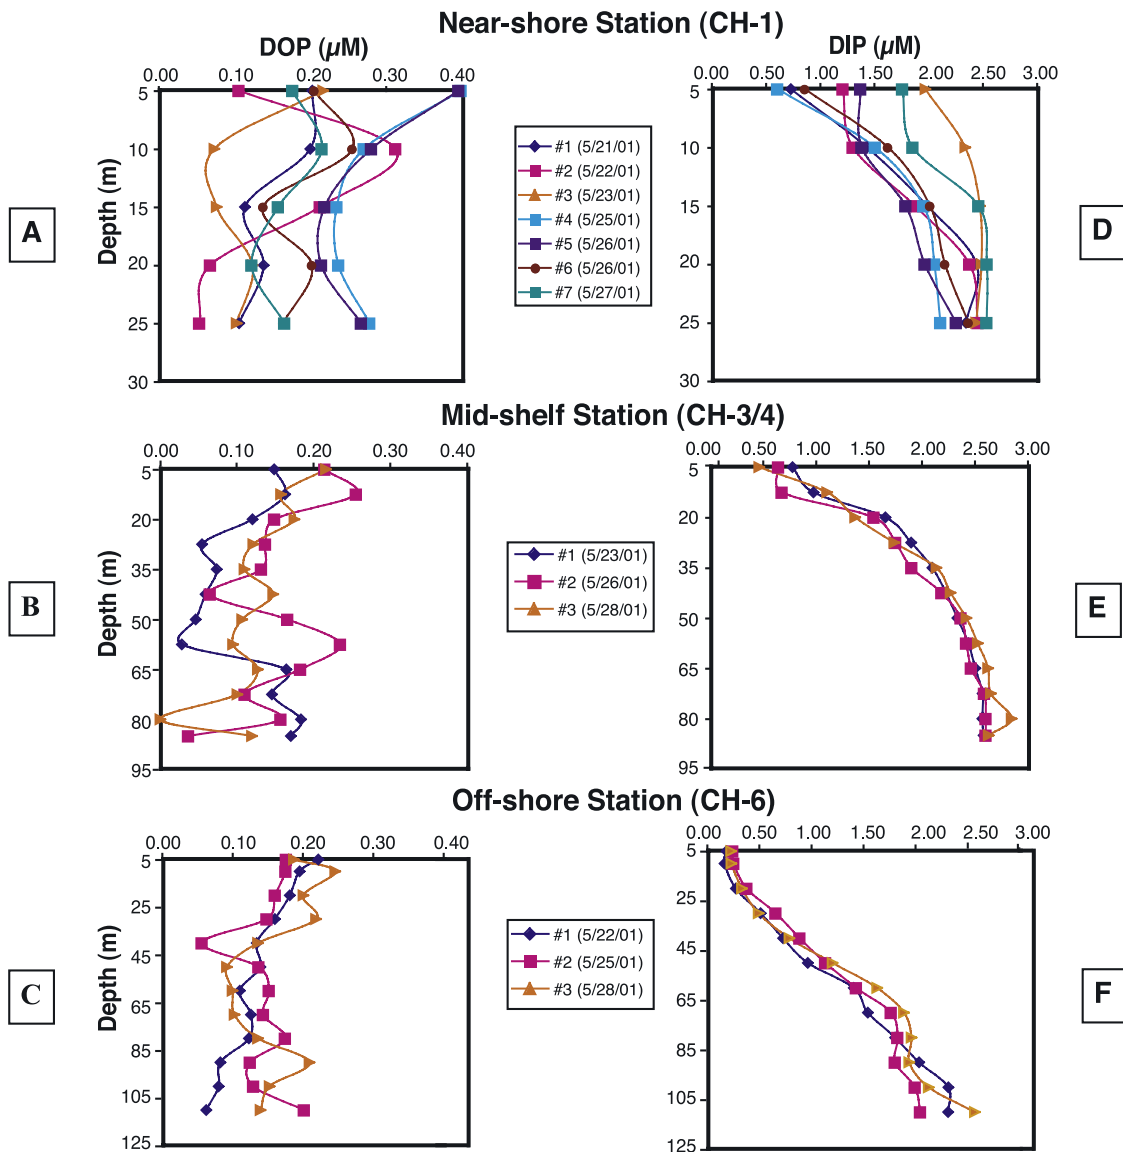 Near-shore Station (CH-1)
DOP (µM)
DIP (µM)
0.00 0.10 0.20 0.30 0.40
0.00 1.00 1.50 2.00 2.50 3.00
5
10
15
20
25
30
Depth (m)
A
#1 (5/21/01)
#2 (5/22/01)
#3 (5/23/01)
#4 (5/25/01)
#5 (5/26/01)
#6 (5/26/01)
#7 (5/27/01)
5
10
15
20
25
30
D
Mid-shelf Station (CH-3/4)
0.00 0.10 0.20 0.30 0.40
0.00 0.50 1.00 1.50 2.00 2.50 3.00
5
20
35
50
65
80
95
Depth (m)
B
#1 (5/23/01)
#2 (5/26/01)
#3 (5/28/01)
5
20
35
50
65
80
95
E
Off-shore Station (CH-6)
0.00 0.10 0.20 0.30 0.40
0.00 0.50 1.00 1.50 2.00 2.50 3.00
5
25
45
65
85
105
125
Depth (m)
C
#1 (5/22/01)
#2 (5/25/01)
#3 (5/28/01)
5
25
45
65
85
105
125
F